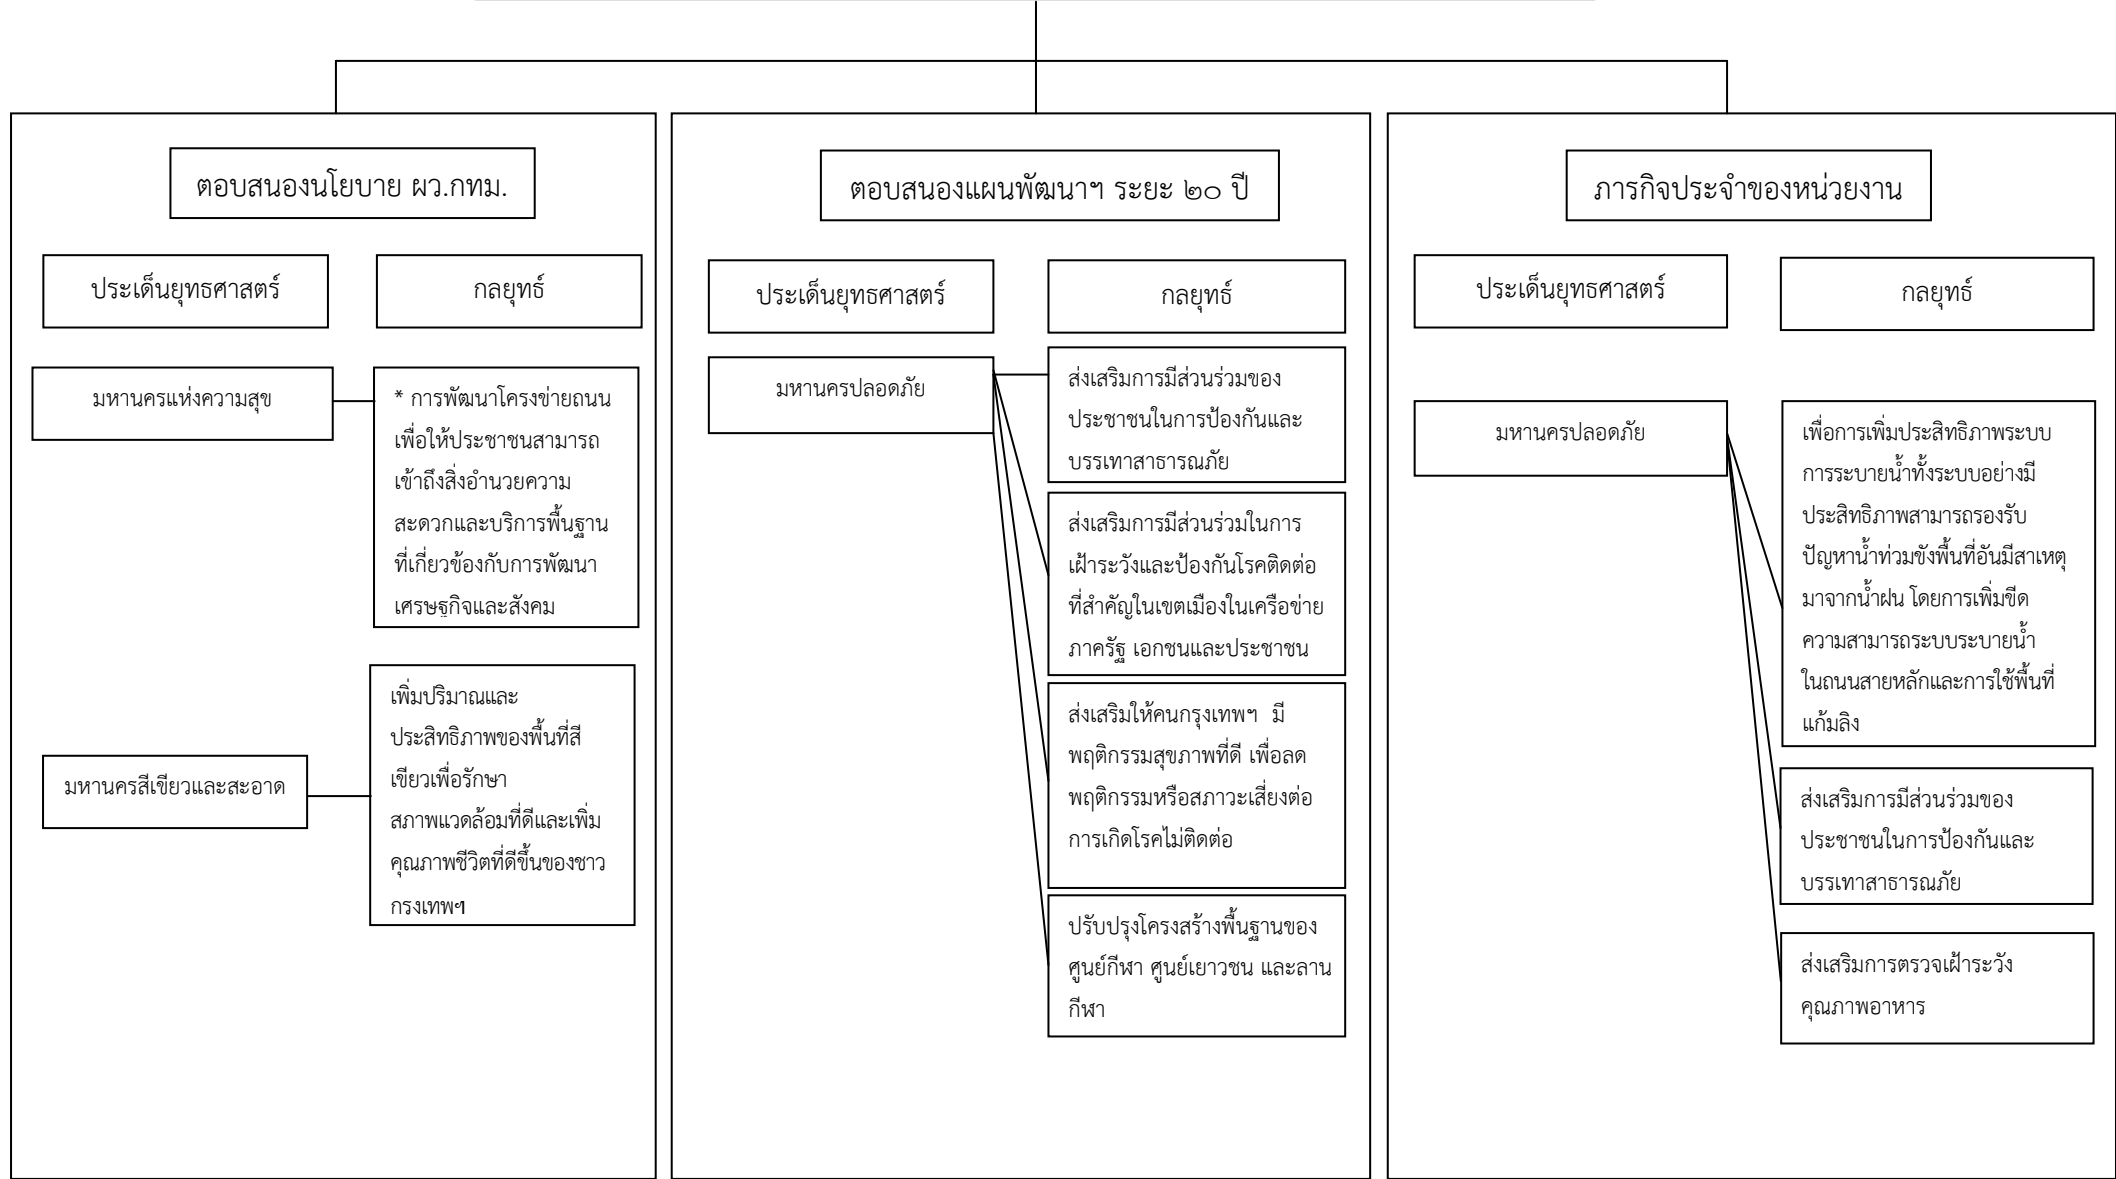 ตอบสนองนโยบาย ผว.กทม.
ประเด็นยุทธศาสตร์
กลยุทธ์
มหานครแห่งความสุข
* การพัฒนาโครงข่ายถนน
เพื่อให้ประชาชนสามารถ
เข้าถึงสิ่งอำนวยความ
สะดวกและบริการพื้นฐาน
ที่เกี่ยวข้องกับการพัฒนา
เศรษฐกิจและสังคม
มหานครสีเขียวและสะอาด
เพิ่มปริมาณและ
ประสิทธิภาพของพื้นที่สี
เขียวเพื่อรักษา
สภาพแวดล้อมที่ดีและเพิ่ม
คุณภาพชีวิตที่ดีขึ้นของชาว
กรุงเทพฯ
ตอบสนองแผนพัฒนาฯ ระยะ ๒๐ ปี
ประเด็นยุทธศาสตร์
กลยุทธ์
มหานครปลอดภัย
ส่งเสริมการมีส่วนร่วมของ
ประชาชนในการป้องกันและ
บรรเทาสาธารณภัย
ส่งเสริมการมีส่วนร่วมในการ
เฝ้าระวังและป้องกันโรคติดต่อ
ที่สำคัญในเขตเมืองในเครือข่าย
ภาครัฐ เอกชนและประชาชน
ส่งเสริมให้คนกรุงเทพฯ มี
พฤติกรรมสุขภาพที่ดี เพื่อลด
พฤติกรรมหรือสภาวะเสี่ยงต่อ
การเกิดโรคไม่ติดต่อ
ปรับปรุงโครงสร้างพื้นฐานของ
ศูนย์กีฬา ศูนย์เยาวชน และลาน
กีฬา
ภารกิจประจำของหน่วยงาน
ประเด็นยุทธศาสตร์
กลยุทธ์
มหานครปลอดภัย
เพื่อการเพิ่มประสิทธิภาพระบบ
การระบายน้ำทั้งระบบอย่างมี
ประสิทธิภาพสามารถรองรับ
ปัญหาน้ำท่วมขังพื้นที่อันมีสาเหตุ
มาจากน้ำฝน โดยการเพิ่มขีด
ความสามารถระบบระบายน้ำ
ในถนนสายหลักและการใช้พื้นที่
แก้มลิง
ส่งเสริมการมีส่วนร่วมของ
ประชาชนในการป้องกันและ
บรรเทาสาธารณภัย
ส่งเสริมการตรวจเฝ้าระวัง
คุณภาพอาหาร